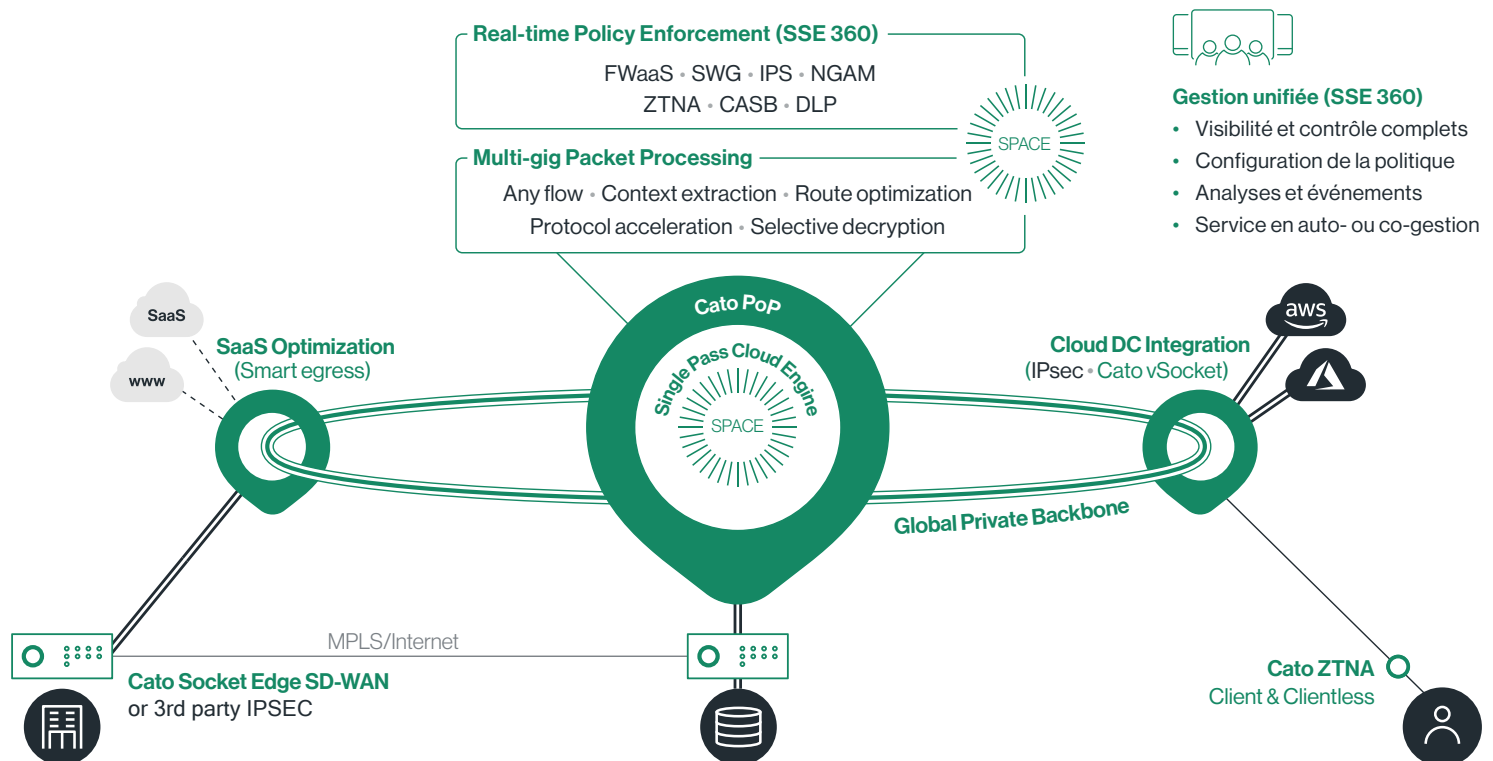 Real-time Policy Enforcement (SSE 360)
FWaaS • SWG • IPS • NGAM
ZTNA • CASB • DLP
SPACE
Multi-gig Packet Processing
Any flow • Context extraction • Route optimization
Protocol acceleration • Selective decryption
Gestion unifiée (SSE 360)
• Visibilité et contrôle complets
• Configuration de la politique
• Analyses et événements
• Service en auto- ou co-gestion
SaaS
www
SaaS Optimization
(Smart egress)
Cato PoP
Single Pass Cloud Engine
SPACE
Cloud DC Integration
(IPsec • Cato vSocket)
aws
Global Private Backbone
MPLS/Internet
Cato Socket Edge SD-WAN
or 3rd party IPSEC
Cato ZTNA
Client & Clientless